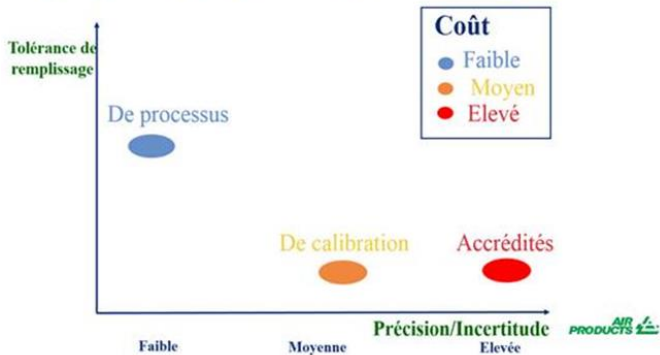 Tolérance de
remplissage
Coût
Faible
Moyen
Elevé
De processus
De calibration
Accrédités
Précision/Incertitude
AIR
PRODUCTS
Faible
Moyenne
Elevée